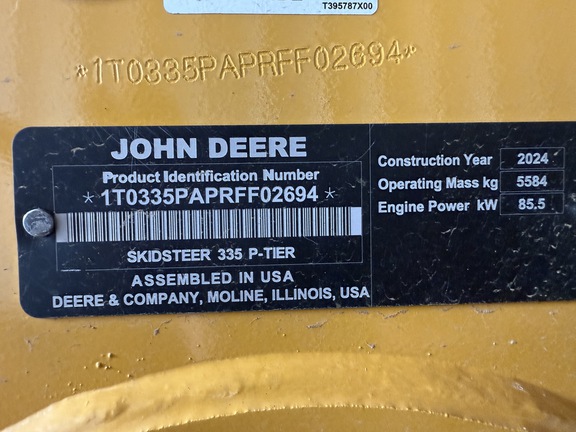 T395787X00
*1T0335PAPRFF02694*
JOHN DEERE
Product Identification Number
*1T0335PAPRFF02694*
SKIDSTEER 335 P-TIER
ASSEMBLED IN USA
DEERE & COMPANY, MOLINE, ILLINOIS, USA
Construction Year 2024
Operating Mass kg 5584
Engine Power kW 85.5